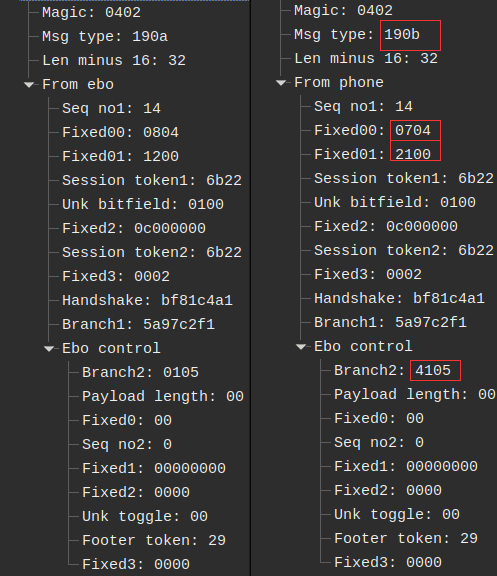 Magic: 0402
Msg type: 190a
Len minus 16: 32
From ebo
Seq no1: 14
Fixed00: 0804
Fixed01: 1200
Session token1: 6b22
Unk bitfield: 0100
Fixed2: 0c000000
Session token2: 6b22
Fixed3: 0002
Handshake: bf81c4a1
Branch1: 5a97c2f1
Ebo control
Branch2: 0105
Payload length: 00
Fixed0: 00
Seq no2: 0
Fixed1: 00000000
Fixed2: 0000
Unk toggle: 00
Footer token: 29
Fixed3: 0000
Magic: 0402
Msg type: 190b
Len minus 16: 32
From phone
Seq no1: 14
Fixed00: 0704
Fixed01: 2100
Session token1: 6b22
Unk bitfield: 0100
Fixed2: 0c000000
Session token2: 6b22
Fixed3: 0002
Handshake: bf81c4a1
Branch1: 5a97c2f1
Ebo control
Branch2: 4105
Payload length: 00
Fixed0: 00
Seq no2: 0
Fixed1: 00000000
Fixed2: 0000
Unk toggle: 00
Footer token: 29
Fixed3: 0000